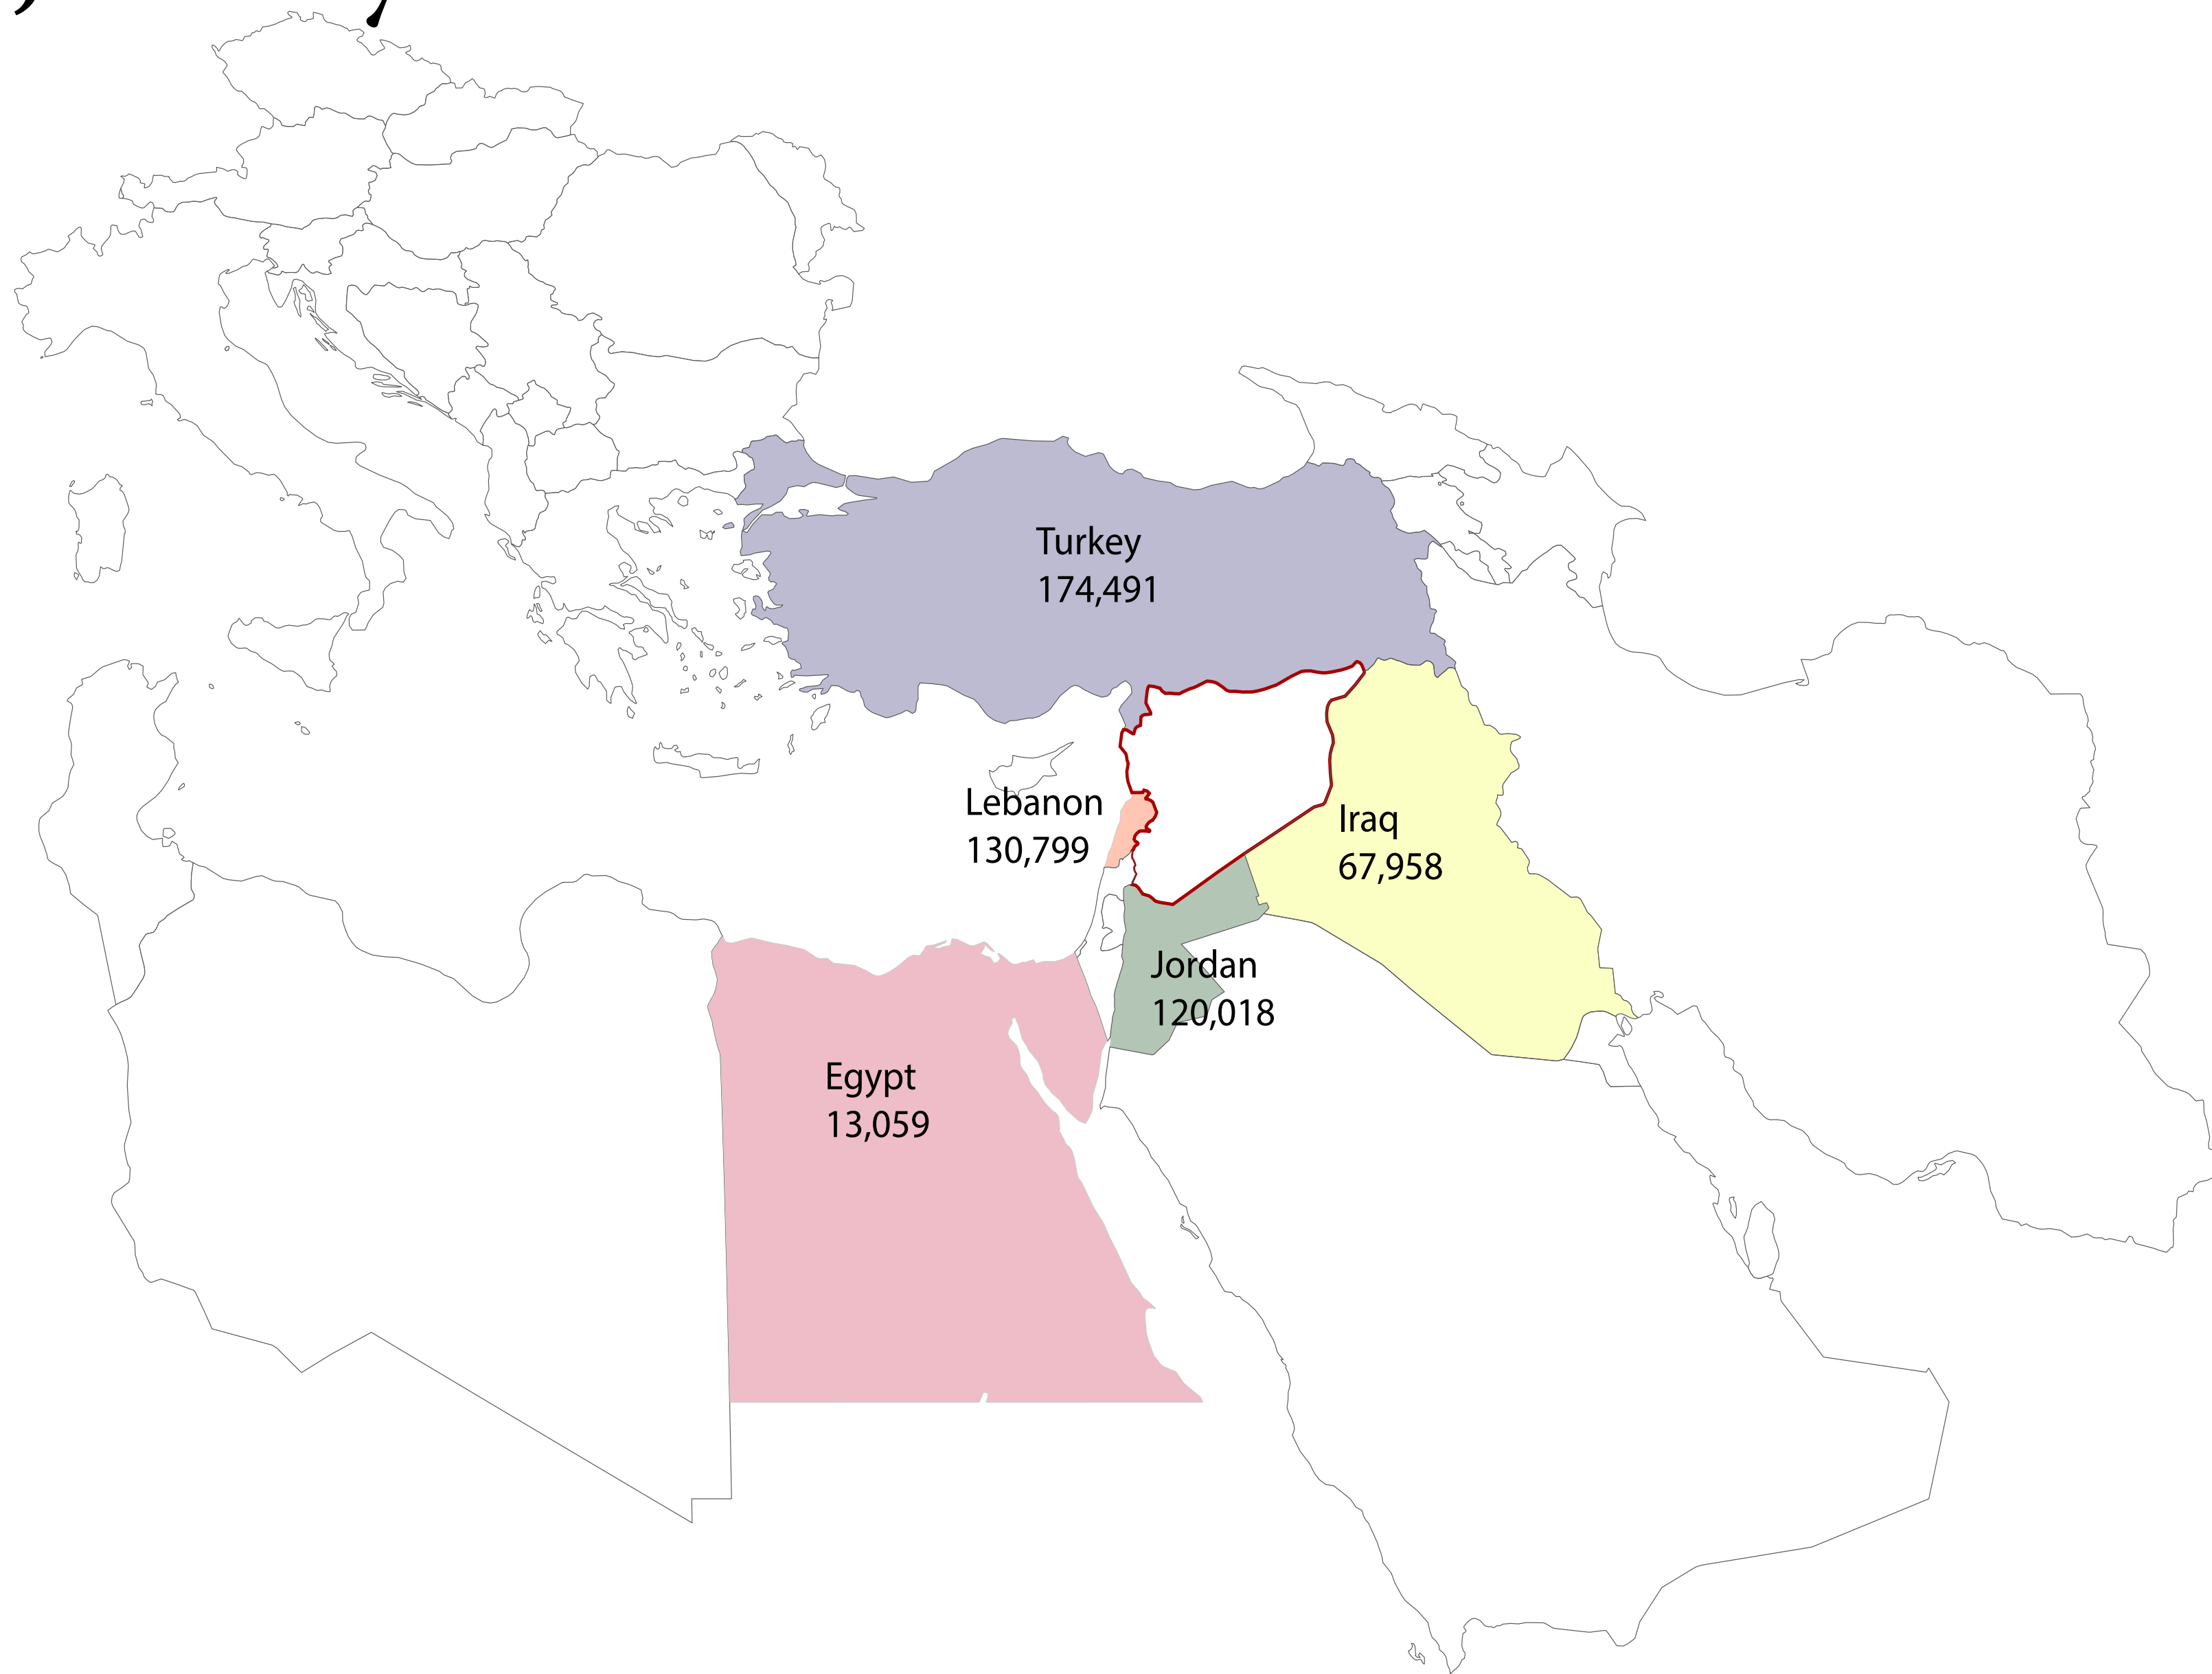 Turkey
174,491
Lebanon
130,799
Iraq
67,958
Jordan
120,018
Egypt
13,059